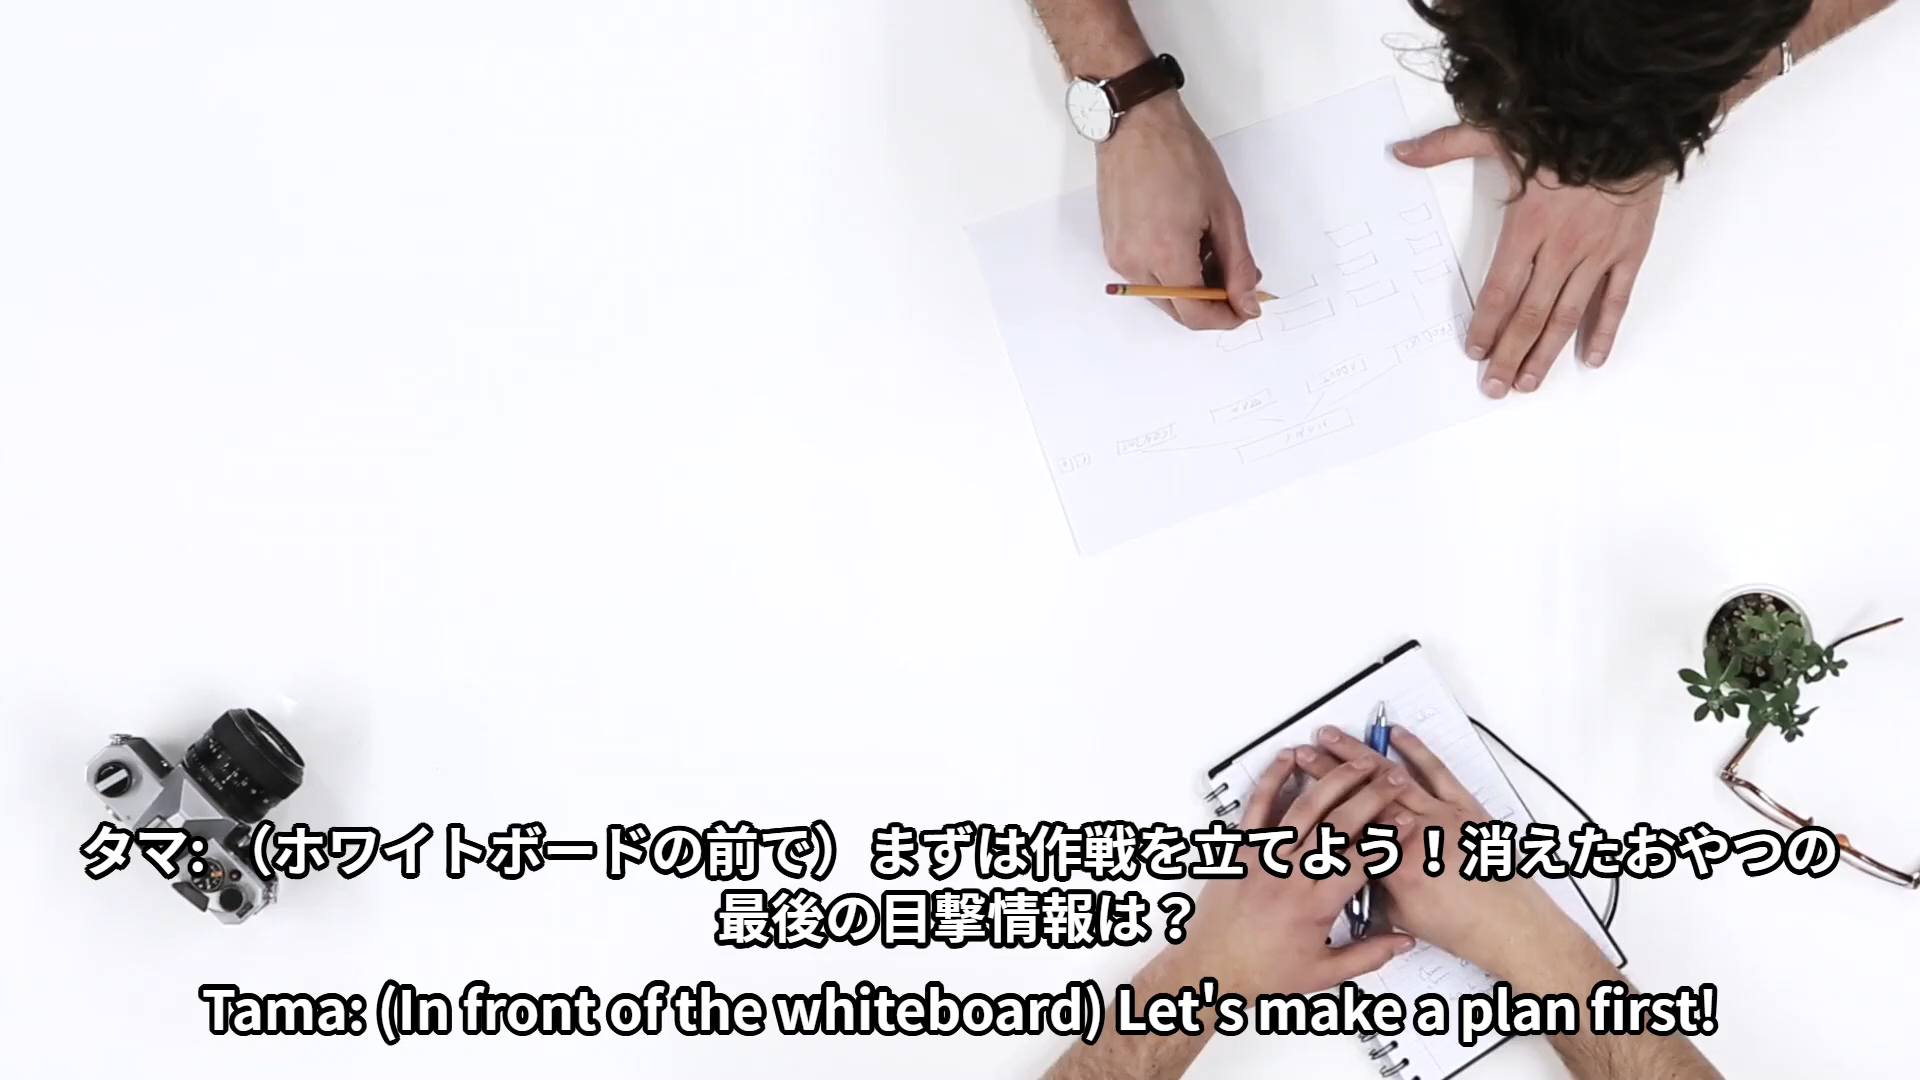 タマ: （ホワイトボードの前で）まずは作戦を立てよう！消えたおやつの
最後の目撃情報は？
Tama: (In front of the whiteboard) Let's make a plan first!